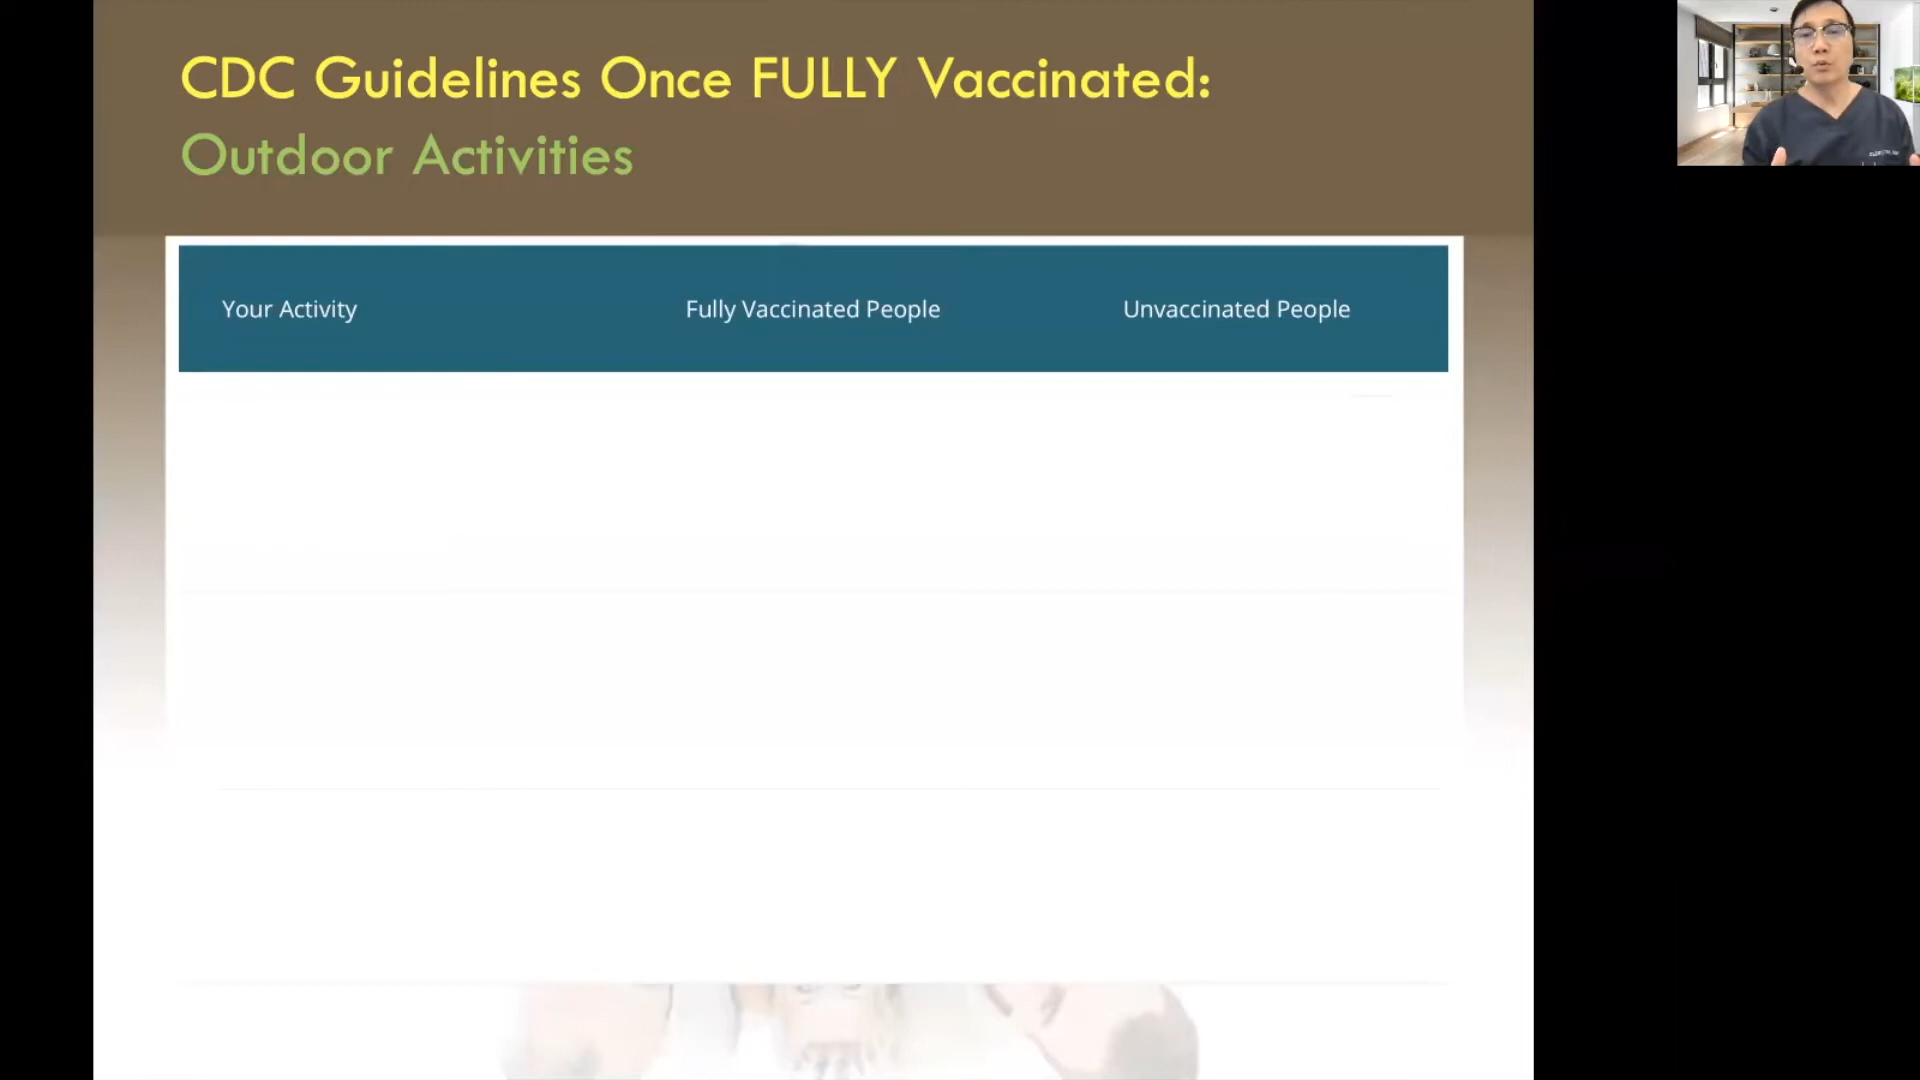 CDC Guidelines Once FULLY Vaccinated:
Outdoor Activities
Your Activity Fully Vaccinated People Unvaccinated People